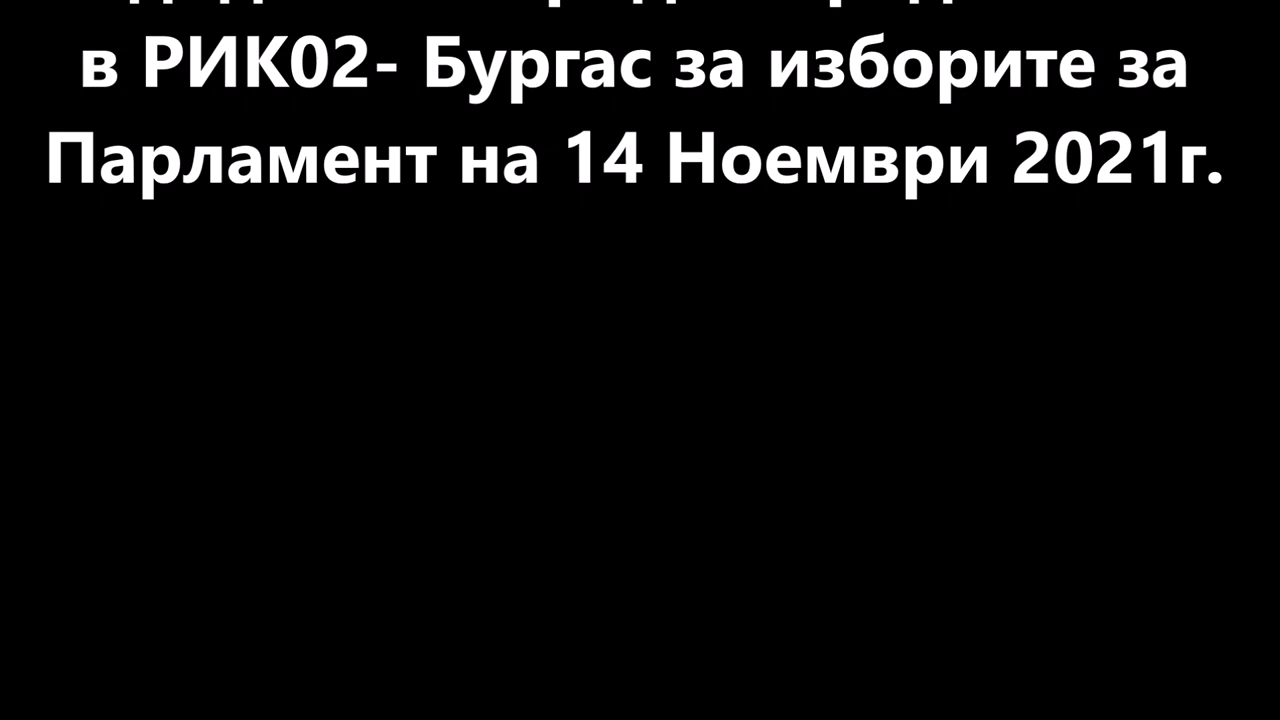 в РИК02- Бургас за изборите за
Парламент на 14 Ноември 2021г.